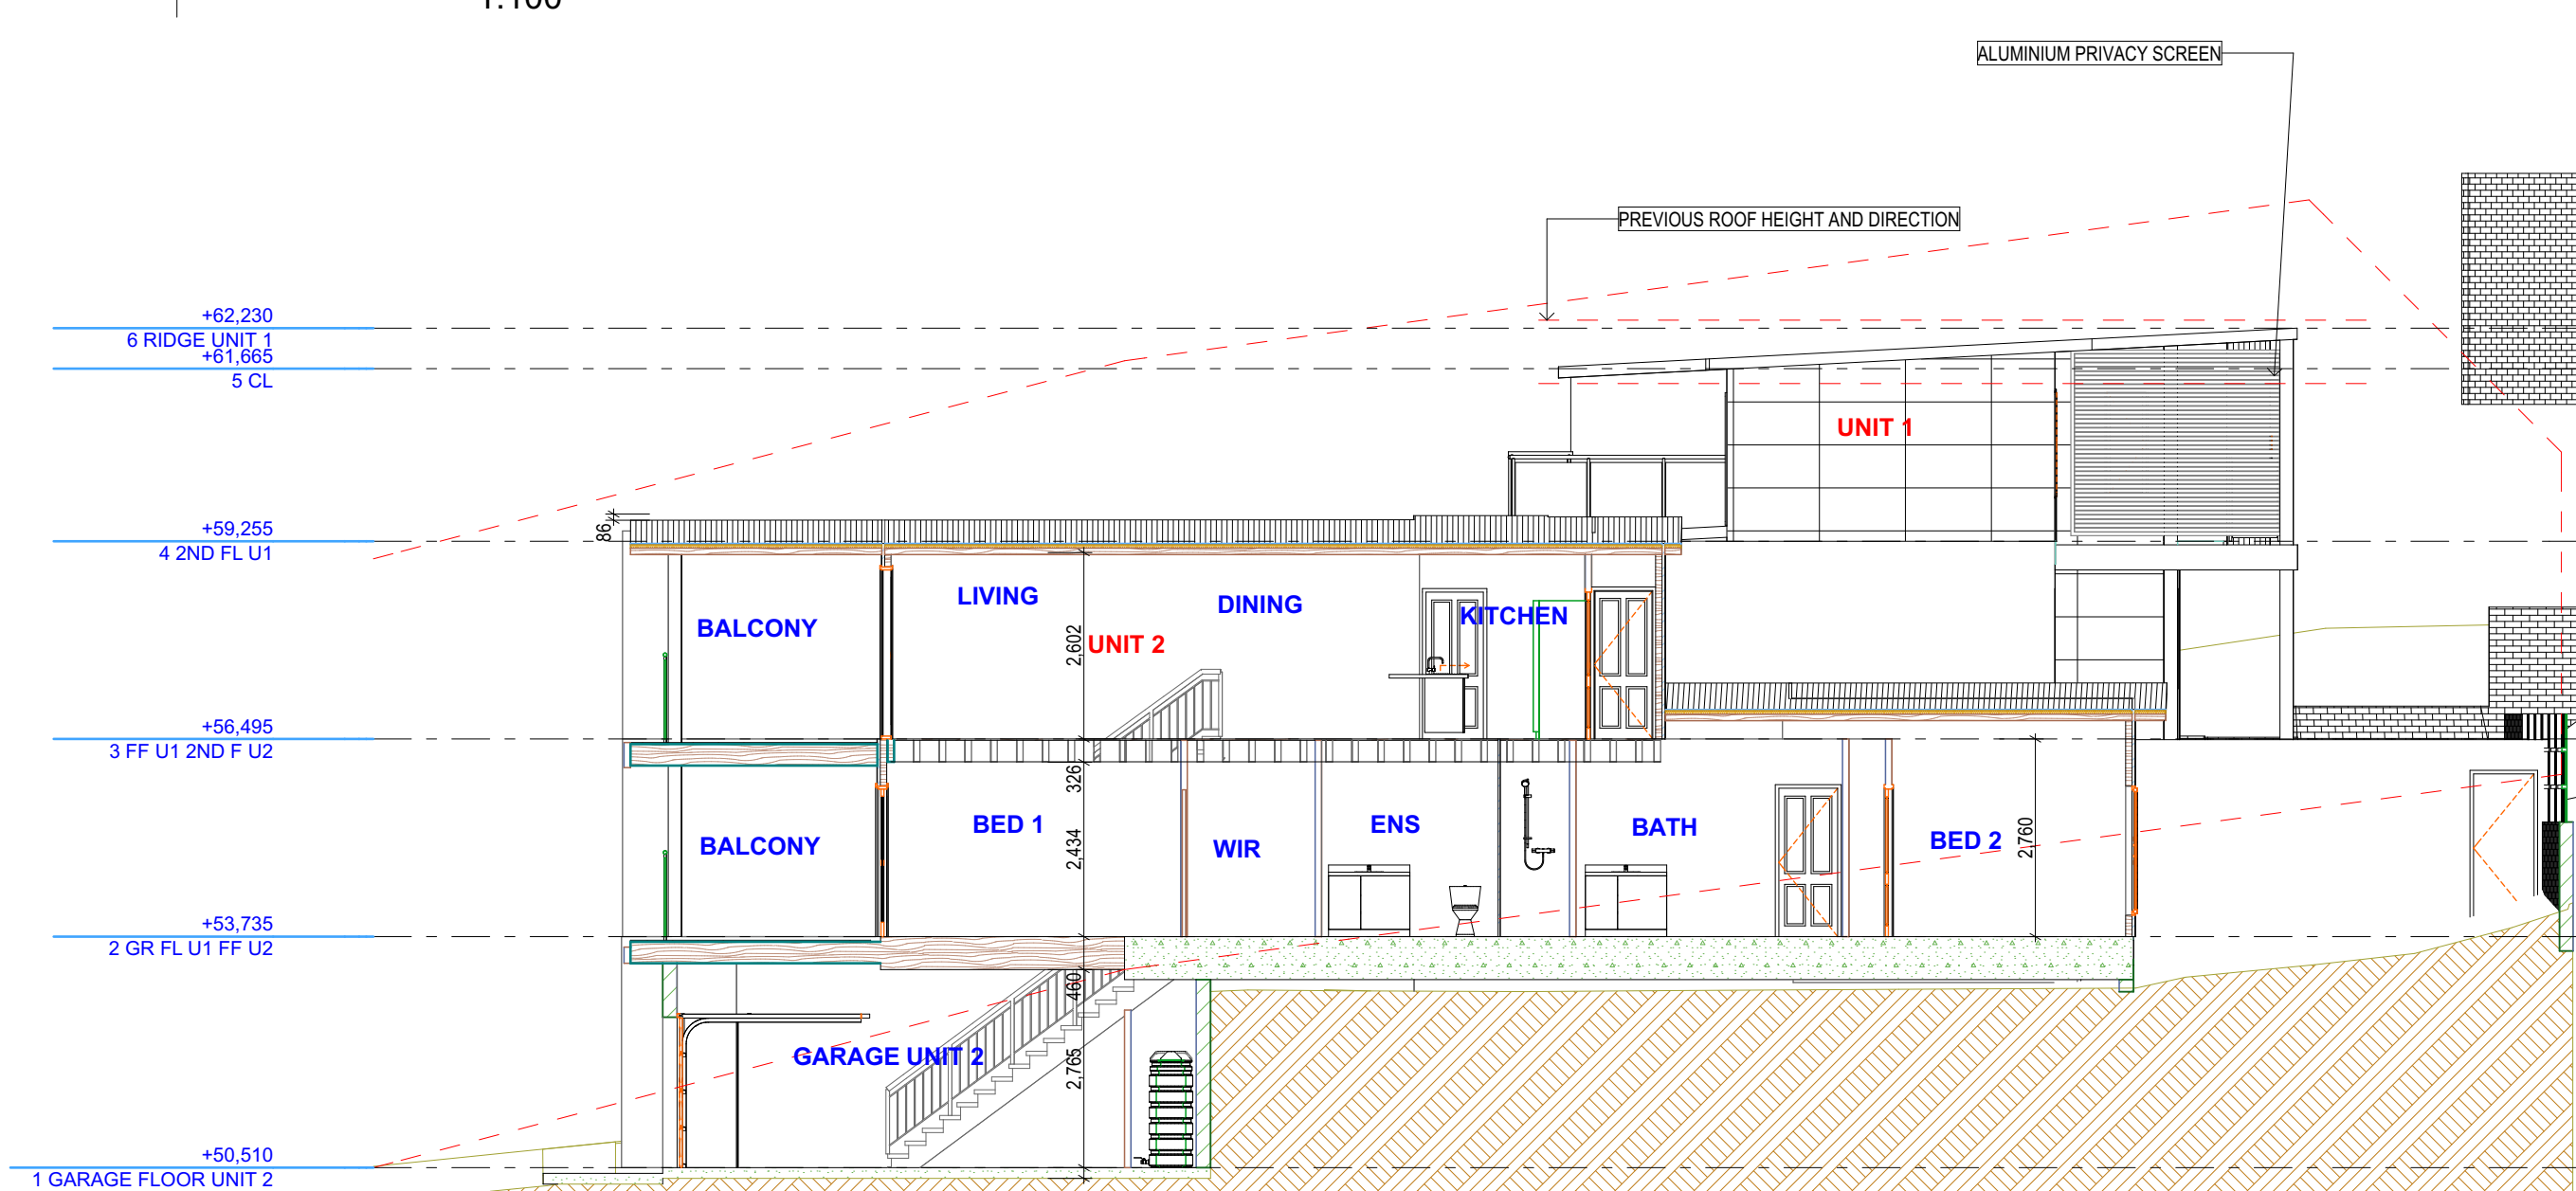 1:100
ALUMINIUM PRIVACY SCREEN
PREVIOUS ROOF HEIGHT AND DIRECTION
+62,230
6 RIDGE UNIT 1
+61,665
5 CL
UNIT 1
+59,255
4 2ND FL U1
86
LIVING
DINING
KITCHEN
BALCONY
UNIT 2
2,602
+56,495
3 FF U1 2ND F U2
326
BED 1
ENS
BATH
BED 2
BALCONY
WIR
2,434
2,760
+53,735
2 GR FL U1 FF U2
460
GARAGE UNIT 2
2,765
+50,510
1 GARAGE FLOOR UNIT 2